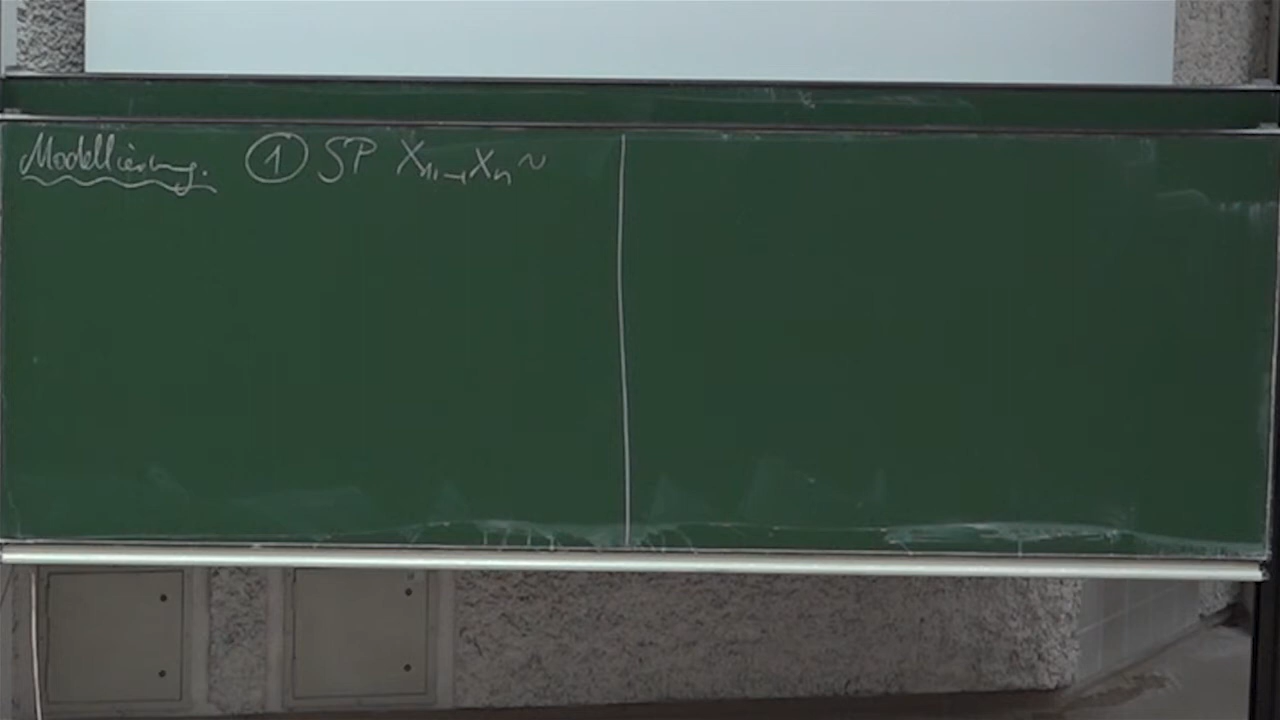 Modellierung. ① SP X₁,…,Xₙ ~